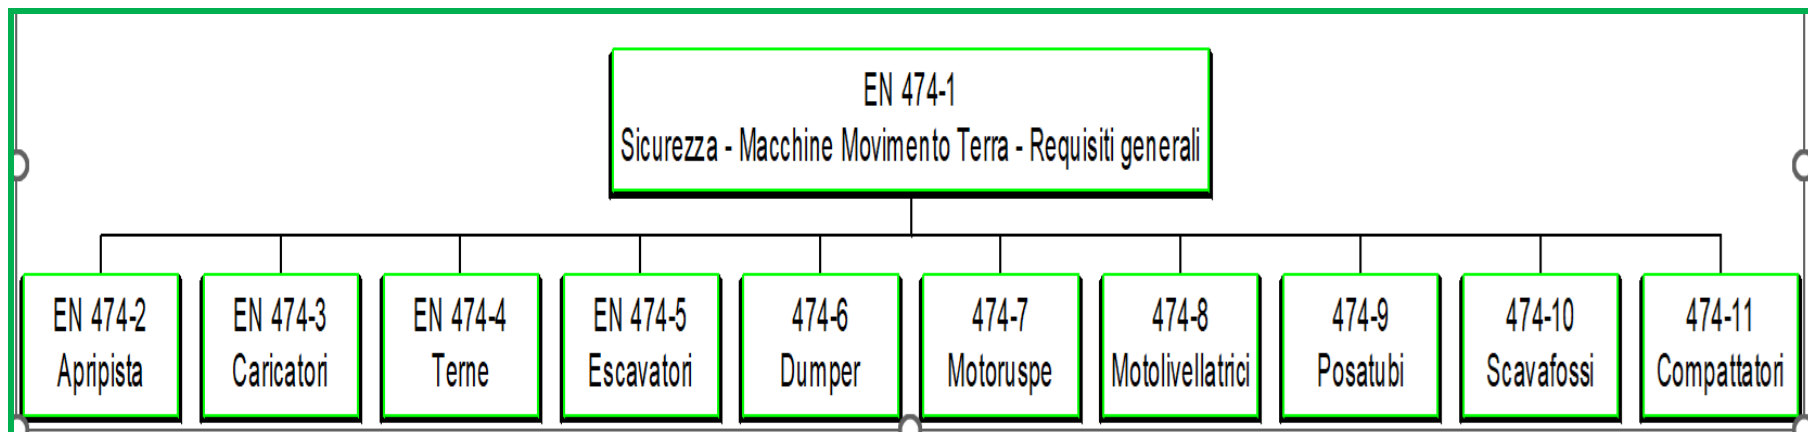 EN 474-1
Sicurezza - Macchine Movimento Terra - Requisiti generali
EN 474-2
Apripista
EN 474-3
Caricatori
EN 474-4
Terne
EN 474-5
Escavatori
474-6
Dumper
474-7
Motoruspe
474-8
Motolivellatrici
474-9
Posatubi
474-10
Scavafossi
474-11
Compattatori